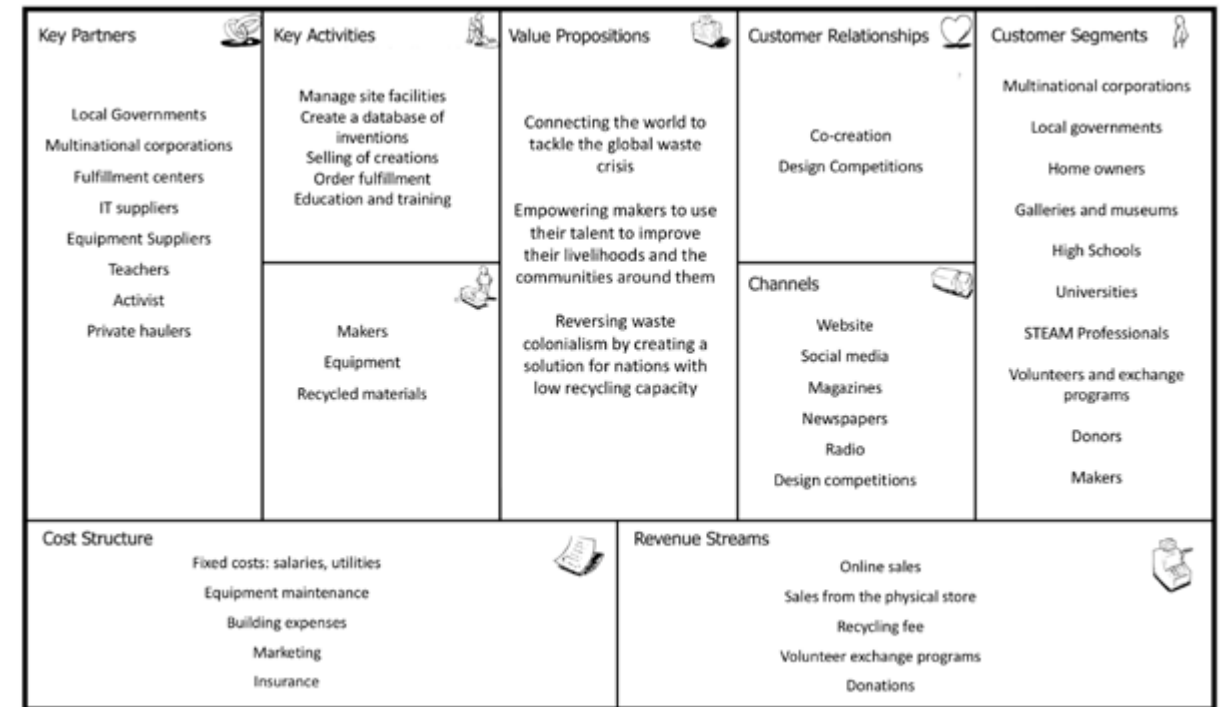 Key Partners
Local Governments
Multinational corporations
Fulfillment centers
IT suppliers
Equipment Suppliers
Teachers
Activist
Private haulers
Key Activities
Manage site facilities
Create a database of
inventions
Selling of creations
Order fulfillment
Education and training
Makers
Equipment
Recycled materials
Value Propositions
Connecting the world to
tackle the global waste
crisis
Empowering makers to use
their talent to improve
their livelihoods and the
communities around them
Reversing waste
colonialism by creating a
solution for nations with
low recycling capacity
Customer Relationships
Co-creation
Design Competitions
Channels
Website
Social media
Magazines
Newspapers
Radio
Design competitions
Customer Segments
Multinational corporations
Local governments
Home owners
Galleries and museums
High Schools
Universities
STEAM Professionals
Volunteers and exchange
programs
Donors
Makers
Cost Structure
Fixed costs: salaries, utilities
Equipment maintenance
Building expenses
Marketing
Insurance
Revenue Streams
Online sales
Sales from the physical store
Recycling fee
Volunteer exchange programs
Donations